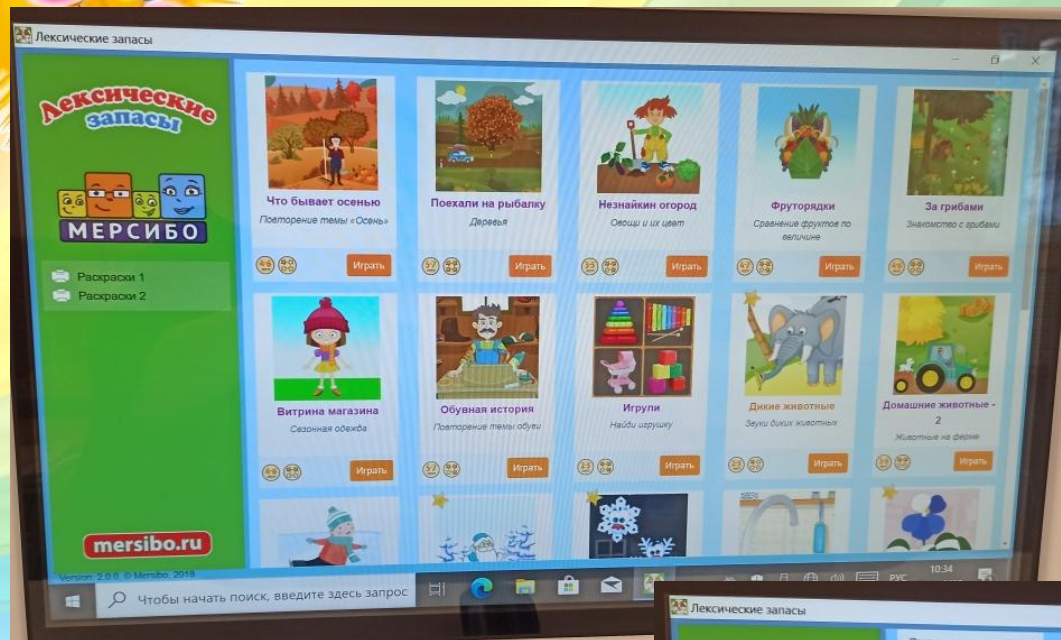 Лексические запасы
Лексические
запасы
МЕРСИБО
Раскраски 1
Раскраски 2
mersibo.ru
Version: 2.0.0, © Mersibo, 2019
Что бывает осенью
Повторение темы «Осень»
4-6
Играть
Поехали на рыбалку
Деревья
Играть
Незнайкин огород
Овощи и их цвет
Играть
Фруторядки
Сравнение фруктов по
величине
Играть
За грибами
Знакомство с грибами
Играть
Витрина магазина
Сезонная одежда
Играть
Обувная история
Повторение темы обуви
Играть
Игрули
Найди игрушку
Играть
Дикие животные
Звуки диких животных
Играть
Домашние животные -
2
Животные на ферме
Играть
Чтобы начать поиск, введите здесь запрос
РУС
10:34
Лексические запасы